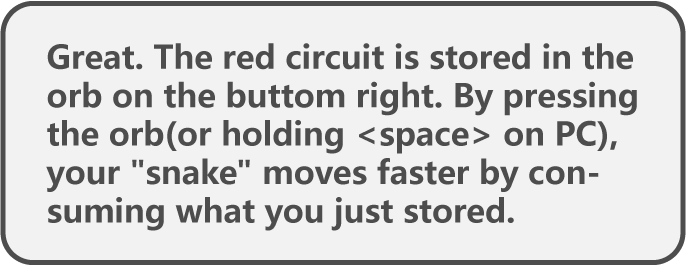 Great. The red circuit is stored in the
orb on the buttom right. By pressing
the orb(or holding <space> on PC),
your "snake" moves faster by con-
suming what you just stored.